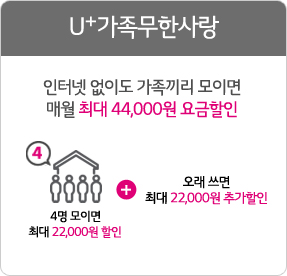 U+가족무한사랑
인터넷 없이도 가족끼리 모이면
매월 최대 44,000원 요금할인
4
4명 모이면
최대 22,000원 할인
+
오래 쓰면
최대 22,000원 추가할인